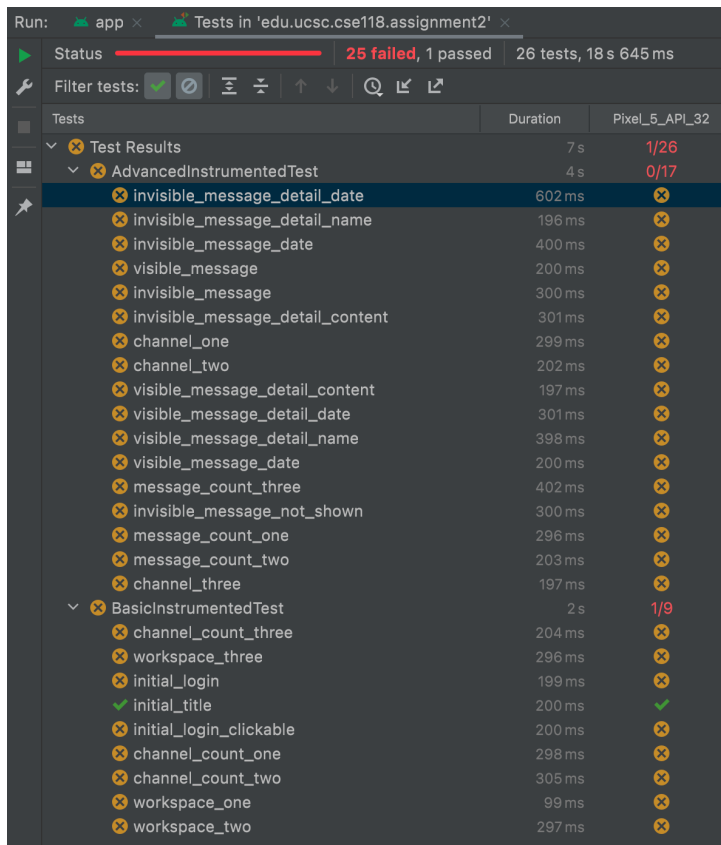 Run: app Tests in 'edu.ucsc.cse118.assignment2'
Status 25 failed, 1 passed 26 tests, 18 s 645 ms
Filter tests:
Tests Duration Pixel_5_API_32
Test Results 7 s 1/26
AdvancedInstrumentedTest 4 s 0/17
invisible_message_detail_date 602 ms
invisible_message_detail_name 196 ms
invisible_message_date 400 ms
visible_message 200 ms
invisible_message 300 ms
invisible_message_detail_content 301 ms
channel_one 299 ms
channel_two 202 ms
visible_message_detail_content 197 ms
visible_message_detail_date 301 ms
visible_message_detail_name 398 ms
visible_message_date 200 ms
message_count_three 402 ms
invisible_message_not_shown 300 ms
message_count_one 296 ms
message_count_two 203 ms
channel_three 197 ms
BasicInstrumentedTest 2 s 1/9
channel_count_three 204 ms
workspace_three 296 ms
initial_login 199 ms
initial_title 200 ms
initial_login_clickable 200 ms
channel_count_one 298 ms
channel_count_two 305 ms
workspace_one 99 ms
workspace_two 297 ms